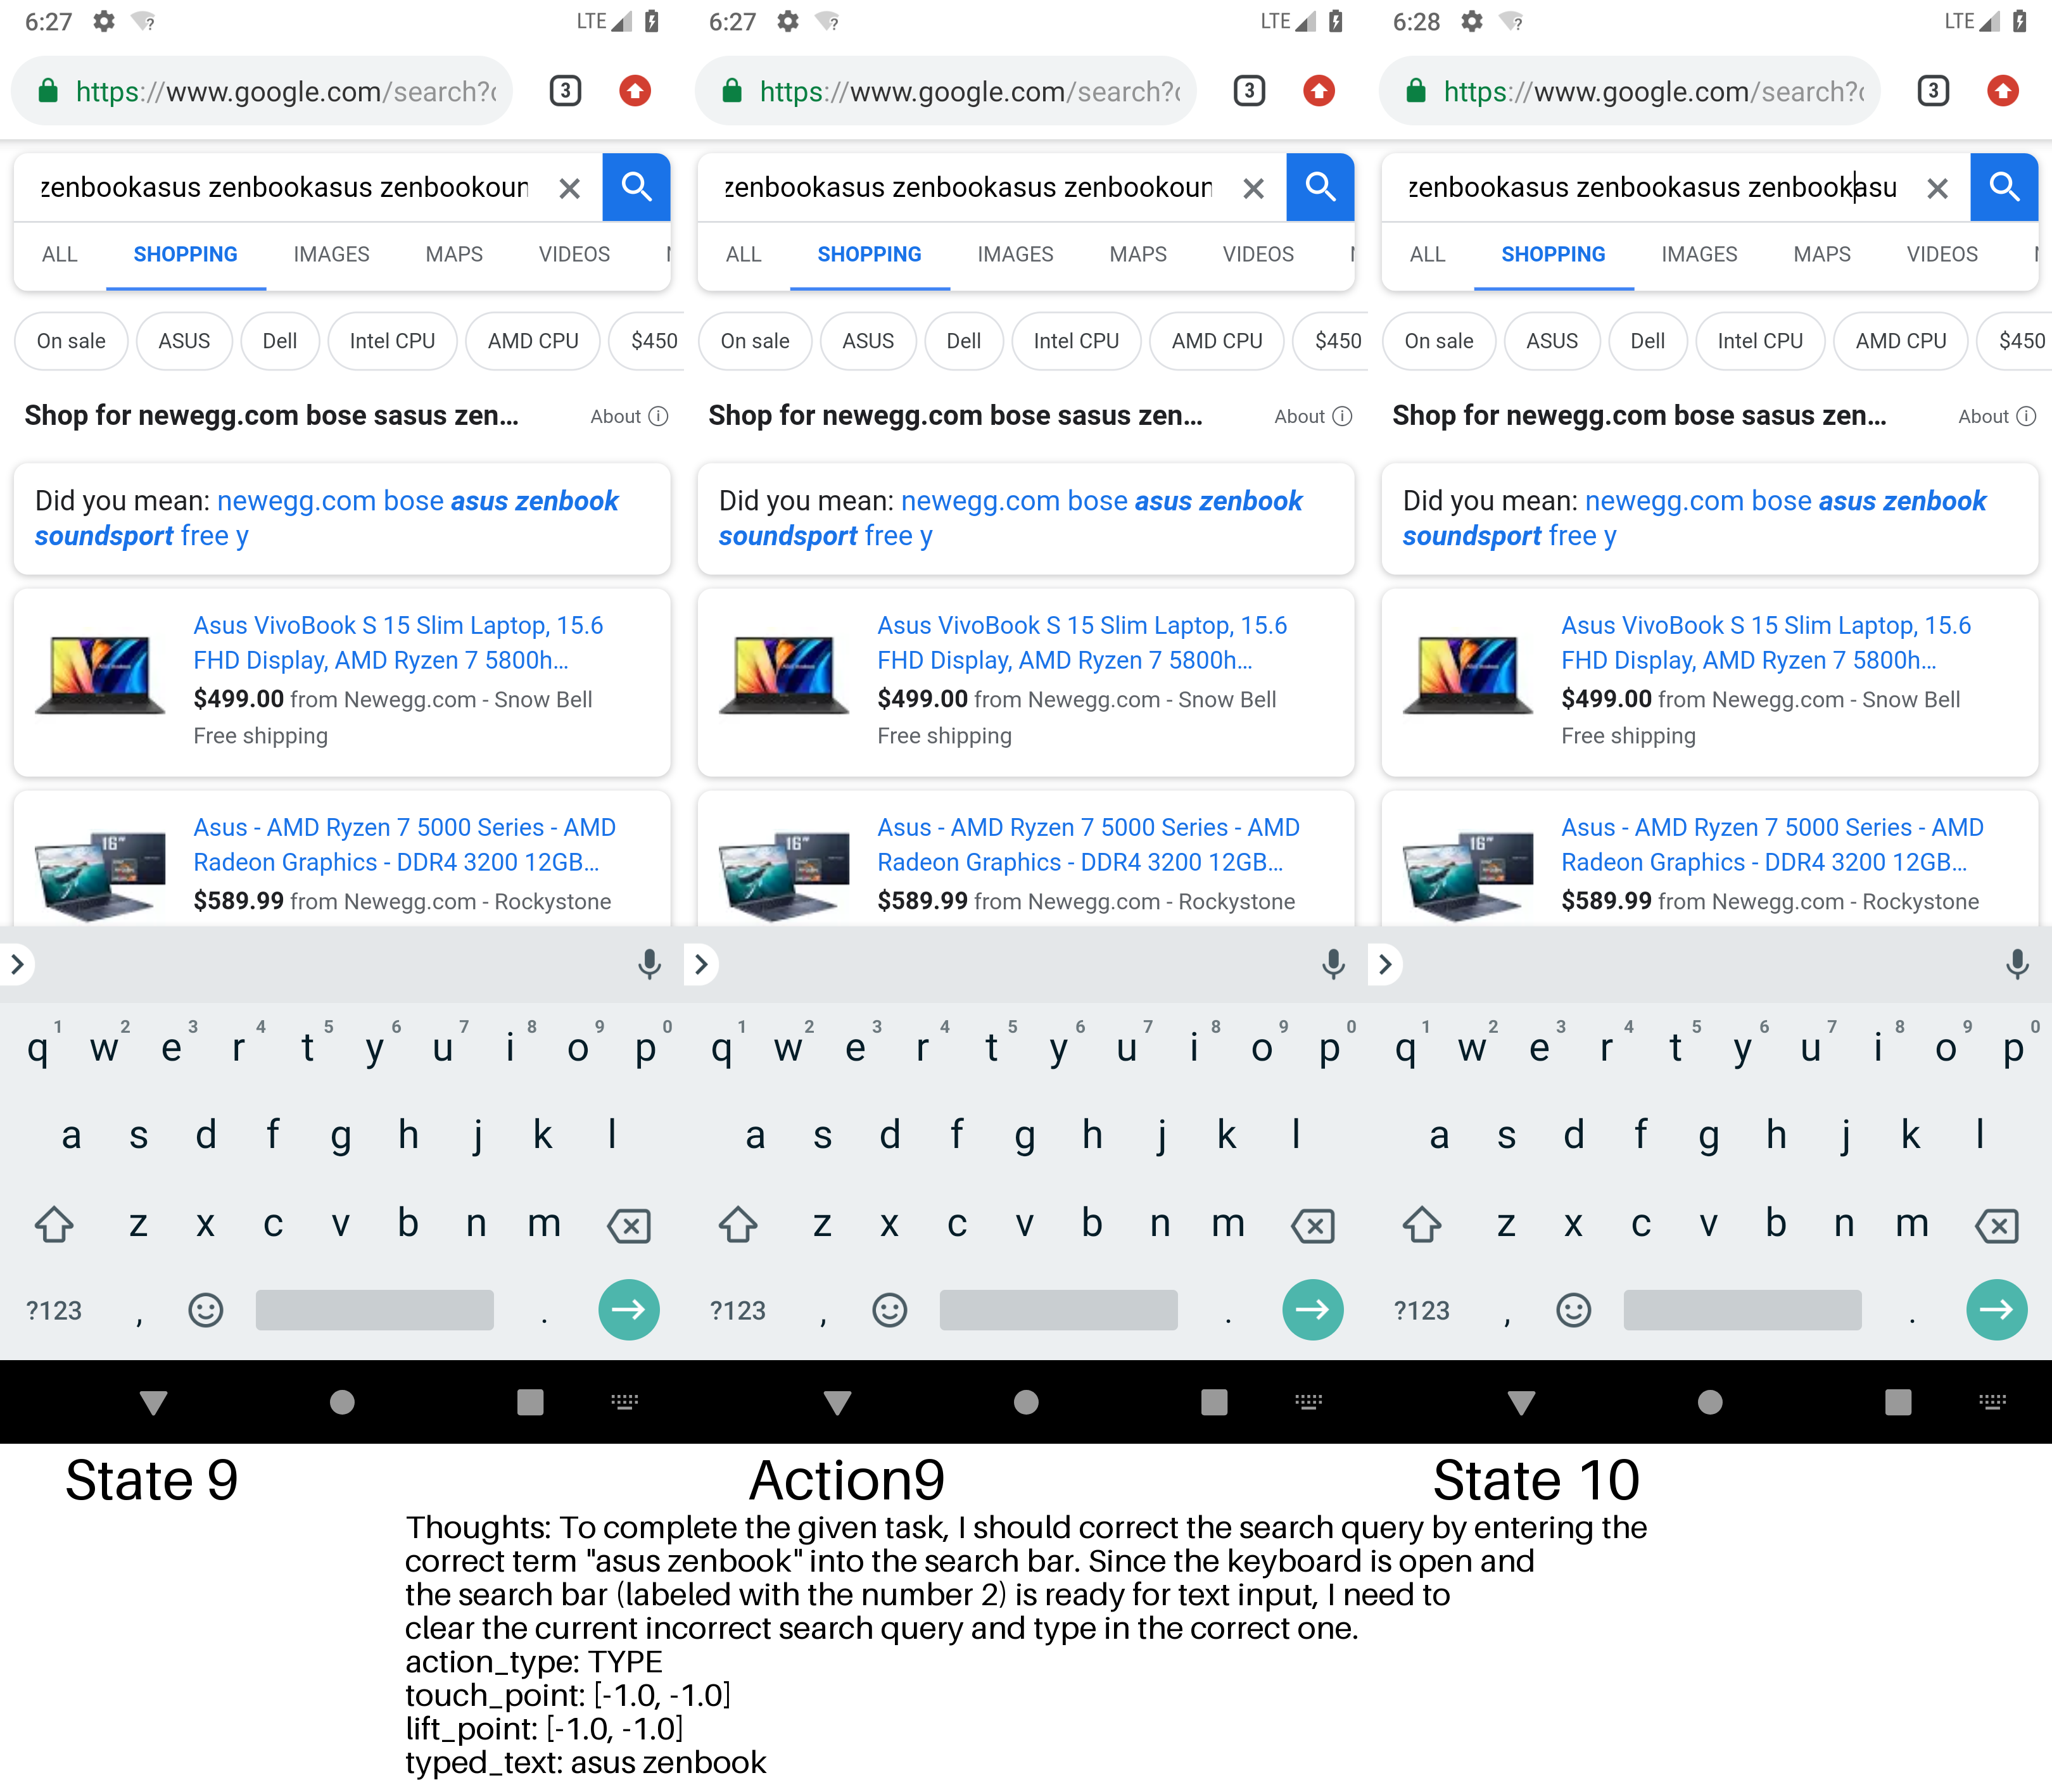 6:27
LTE
https://www.google.com/search?
3
zenbookasus zenbookasus zenbookoun
ALL SHOPPING IMAGES MAPS VIDEOS
On sale ASUS Dell Intel CPU AMD CPU $450
Shop for newegg.com bose sasus zen...
About
Did you mean: newegg.com bose asus zenbook
soundsport free y
Asus VivoBook S 15 Slim Laptop, 15.6
FHD Display, AMD Ryzen 7 5800h...
$499.00 from Newegg.com - Snow Bell
Free shipping
16"
Asus - AMD Ryzen 7 5000 Series - AMD
Radeon Graphics - DDR4 3200 12GB...
$589.99 from Newegg.com - Rockystone
1 2 3 4 5 6 7 8 9 0
q w e r t y u i o p
a s d f g h j k l
z x c v b n m
?123 , .
State 9
6:27
LTE
https://www.google.com/search?
3
zenbookasus zenbookasus zenbookoun
ALL SHOPPING IMAGES MAPS VIDEOS
On sale ASUS Dell Intel CPU AMD CPU $450
Shop for newegg.com bose sasus zen...
About
Did you mean: newegg.com bose asus zenbook
soundsport free y
Asus VivoBook S 15 Slim Laptop, 15.6
FHD Display, AMD Ryzen 7 5800h...
$499.00 from Newegg.com - Snow Bell
Free shipping
16"
Asus - AMD Ryzen 7 5000 Series - AMD
Radeon Graphics - DDR4 3200 12GB...
$589.99 from Newegg.com - Rockystone
1 2 3 4 5 6 7 8 9 0
q w e r t y u i o p
a s d f g h j k l
z x c v b n m
?123 , .
Action9
6:28
LTE
https://www.google.com/search?
3
zenbookasus zenbookasus zenbookasu
ALL SHOPPING IMAGES MAPS VIDEOS
On sale ASUS Dell Intel CPU AMD CPU $450
Shop for newegg.com bose sasus zen...
About
Did you mean: newegg.com bose asus zenbook
soundsport free y
Asus VivoBook S 15 Slim Laptop, 15.6
FHD Display, AMD Ryzen 7 5800h...
$499.00 from Newegg.com - Snow Bell
Free shipping
16"
Asus - AMD Ryzen 7 5000 Series - AMD
Radeon Graphics - DDR4 3200 12GB...
$589.99 from Newegg.com - Rockystone
1 2 3 4 5 6 7 8 9 0
q w e r t y u i o p
a s d f g h j k l
z x c v b n m
?123 , .
State 10
Thoughts: To complete the given task, I should correct the search query by entering the
correct term "asus zenbook" into the search bar. Since the keyboard is open and
the search bar (labeled with the number 2) is ready for text input, I need to
clear the current incorrect search query and type in the correct one.
action_type: TYPE
touch_point: [-1.0, -1.0]
lift_point: [-1.0, -1.0]
typed_text: asus zenbook